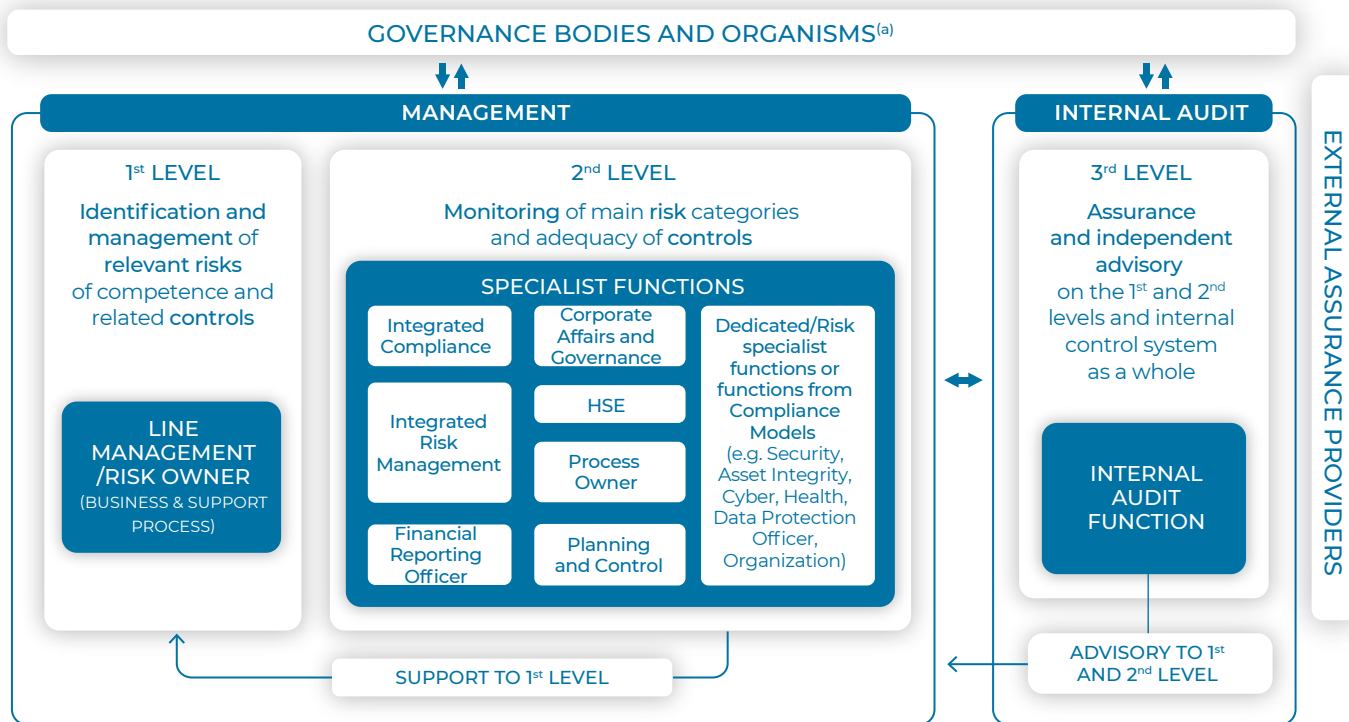 GOVERNANCE BODIES AND ORGANISMS(a)
MANAGEMENT
1st LEVEL
Identification and
management of
relevant risks
of competence and
related controls
LINE
MANAGEMENT
/RISK OWNER
(BUSINESS & SUPPORT
PROCESS)
2nd LEVEL
Monitoring of main risk categories
and adequacy of controls
SPECIALIST FUNCTIONS
Integrated
Compliance
Integrated
Risk
Management
Financial
Reporting
Officer
Corporate
Affairs and
Governance
HSE
Process
Owner
Planning
and Control
Dedicated/Risk
specialist
functions or
functions from
Compliance
Models
(e.g. Security,
Asset Integrity,
Cyber, Health,
Data Protection
Officer,
Organization)
SUPPORT TO 1st LEVEL
INTERNAL AUDIT
3rd LEVEL
Assurance
and independent
advisory
on the 1st and 2nd
levels and internal
control system
as a whole
INTERNAL
AUDIT
FUNCTION
ADVISORY TO 1st
AND 2nd LEVEL
EXTERNAL ASSURANCE PROVIDERS